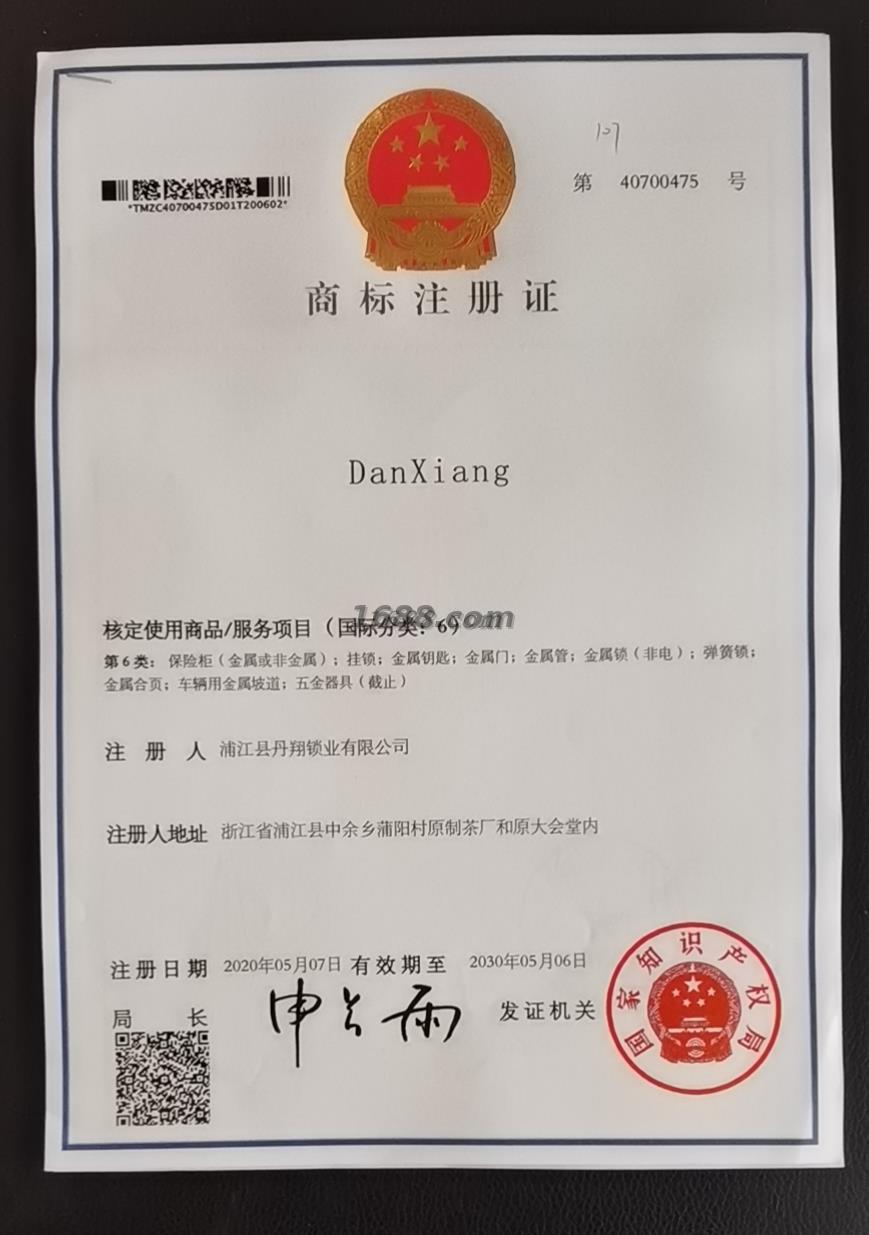 107
第 40700475 号
*TMZC40700475D01T200602*
商标注册证
DanXiang
1688.com
核定使用商品/服务项目（国际分类：6）
第6类：保险柜（金属或非金属）；挂锁；金属钥匙；金属门；金属管；金属锁（非电）；弹簧锁；
金属合页；车辆用金属坡道；五金器具（截止）
注册人 浦江县丹翔锁业有限公司
注册人地址 浙江省浦江县中余乡蒲阳村原制茶厂和原大会堂内
注册日期 2020年05月07日 有效期至 2030年05月06日
局长 申长雨 发证机关
国家知识产权局